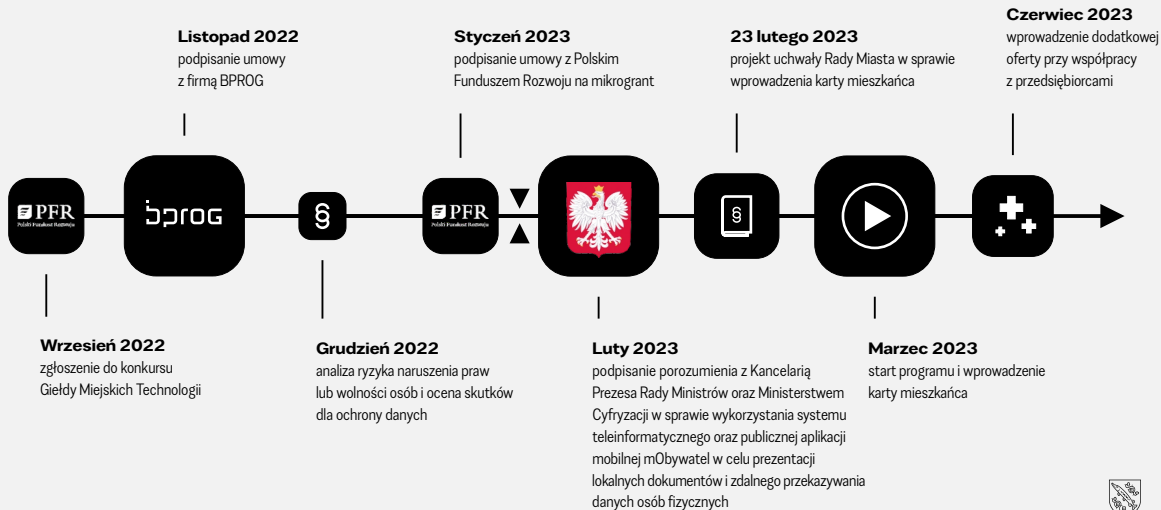 Listopad 2022
podpisanie umowy
z firmą BPROG
Styczeń 2023
podpisanie umowy z Polskim
Funduszem Rozwoju na mikrogrant
23 lutego 2023
projekt uchwały Rady Miasta w sprawie
wprowadzenia karty mieszkańca
Czerwiec 2023
wprowadzenie dodatkowej
oferty przy współpracy
z przedsiębiorcami
PFR
Polski Fundusz Rozwoju
bprog
§
PFR
Polski Fundusz Rozwoju
§
Wrzesień 2022
zgłoszenie do konkursu
Giełdy Miejskich Technologii
Grudzień 2022
analiza ryzyka naruszenia praw
lub wolności osób i ocena skutków
dla ochrony danych
Luty 2023
podpisanie porozumienia z Kancelarią
Prezesa Rady Ministrów oraz Ministerstwem
Cyfryzacji w sprawie wykorzystania systemu
teleinformatycznego oraz publicznej aplikacji
mobilnej mObywatel w celu prezentacji
lokalnych dokumentów i zdalnego przekazywania
danych osób fizycznych
Marzec 2023
start programu i wprowadzenie
karty mieszkańca